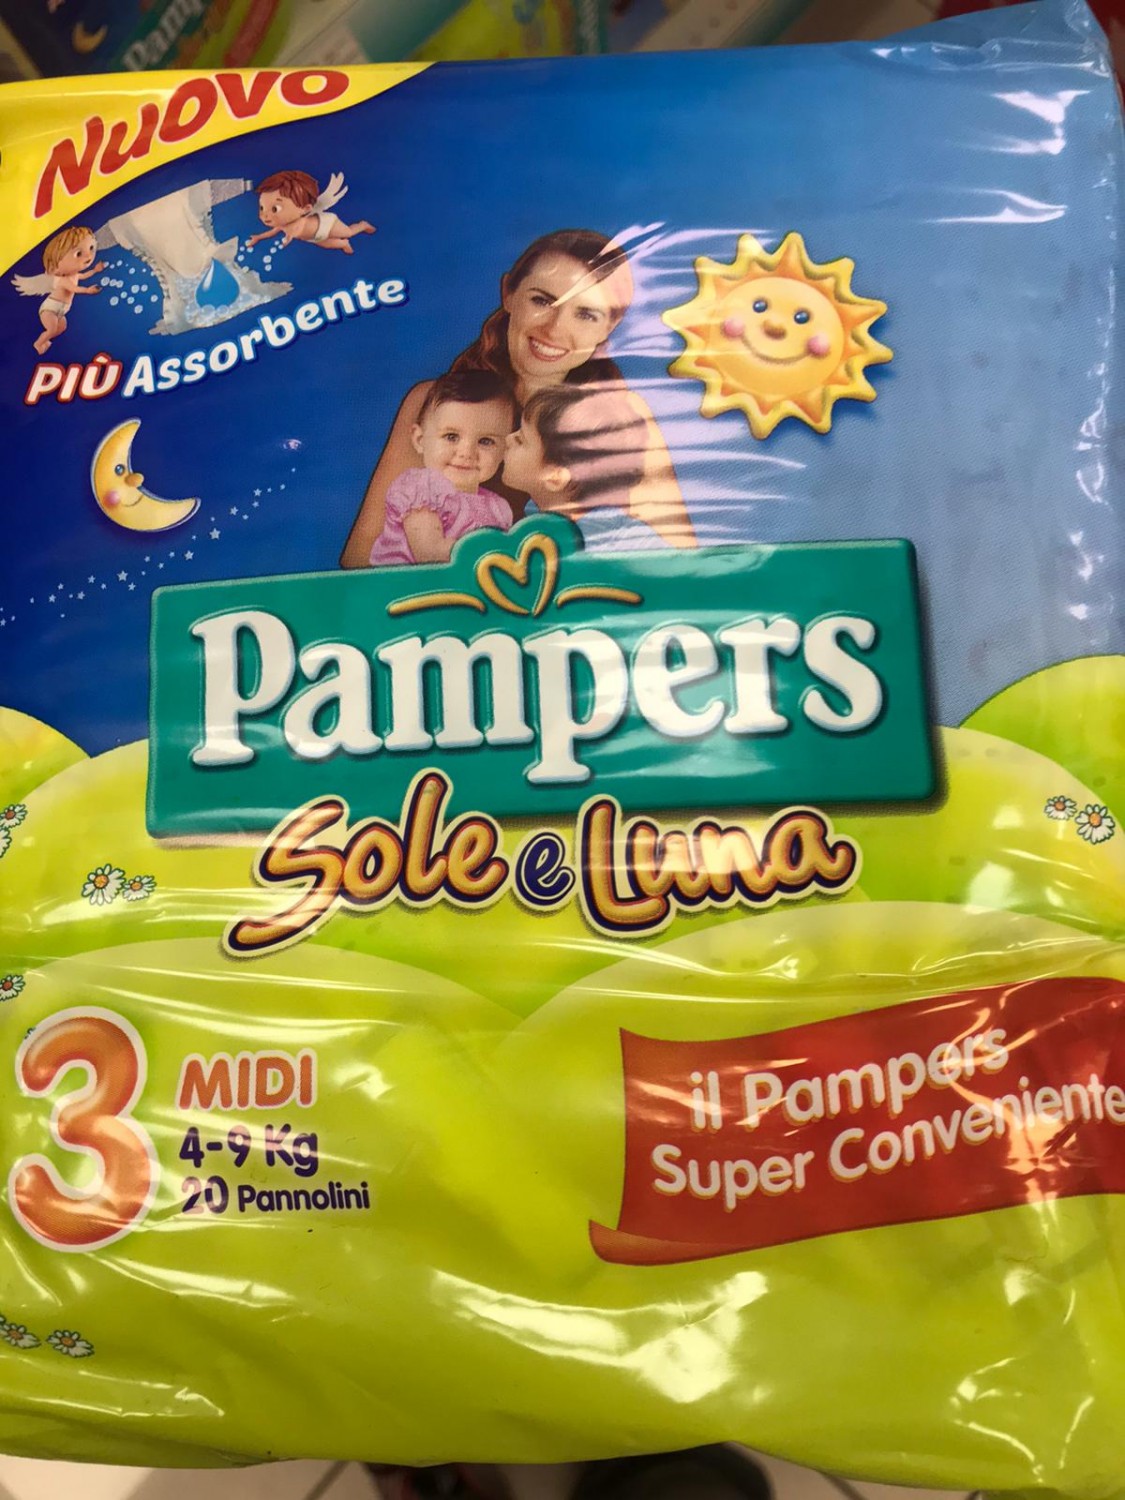 NUOVO
PIÙ Assorbente
Pampers
Sole e Luna
3
MIDI
4-9 Kg
20 Pannolini
il Pampers
Super Conveniente